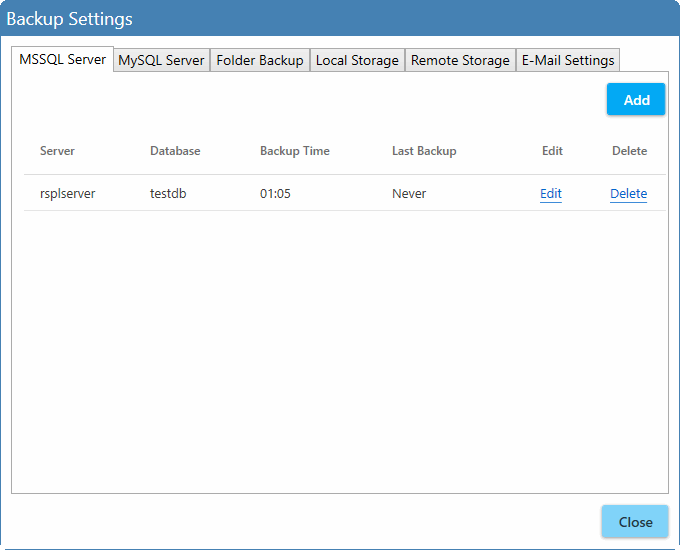 Backup Settings
MSSQL Server MySQL Server Folder Backup Local Storage Remote Storage E-Mail Settings
Add
Server Database Backup Time Last Backup Edit Delete
rsplserver testdb 01:05 Never Edit Delete
Close